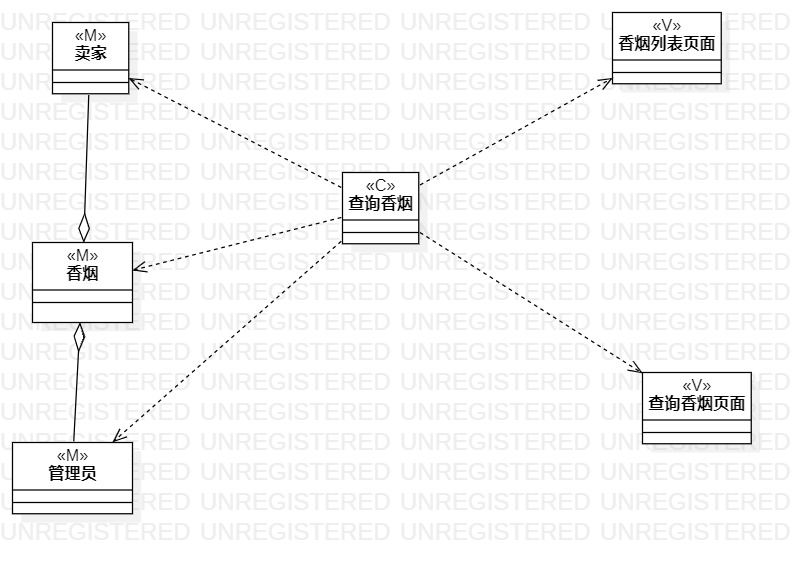 «M»
卖家
«V»
香烟列表页面
«C»
查询香烟
«M»
香烟
«V»
查询香烟页面
«M»
管理员
UNREGISTERED UNREGISTERED UNREGISTERED UNREGISTERED